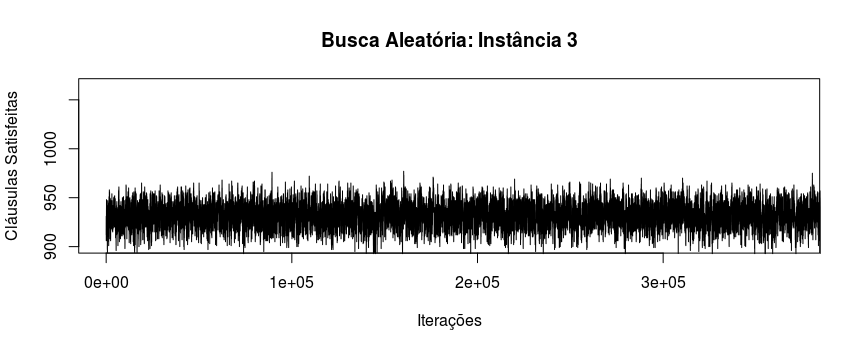 Busca Aleatória: Instância 3
Cláusulas Satisfeitas
1000
950
900
0e+00 1e+05 2e+05 3e+05
Iterações